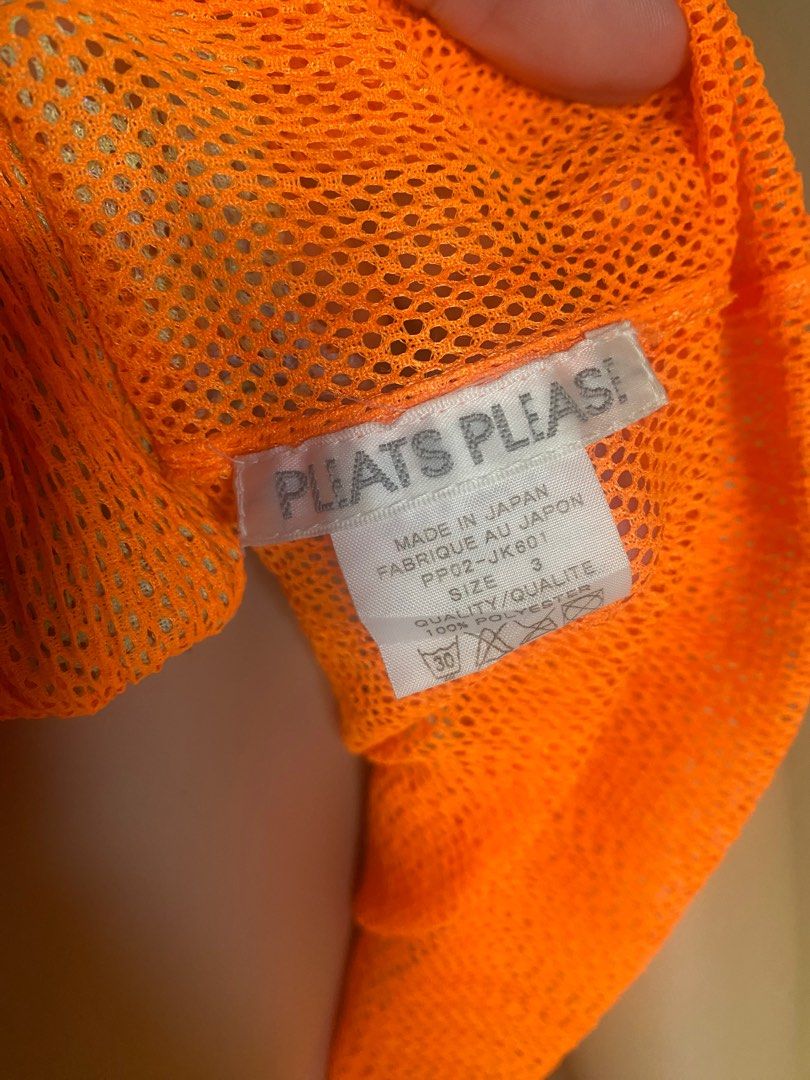 PLEATS PLEASE
MADE IN JAPAN
FABRIQUE AU JAPON
PP02-JK601
SIZE 3
QUALITY/QUALITE
100% POLYESTER
30